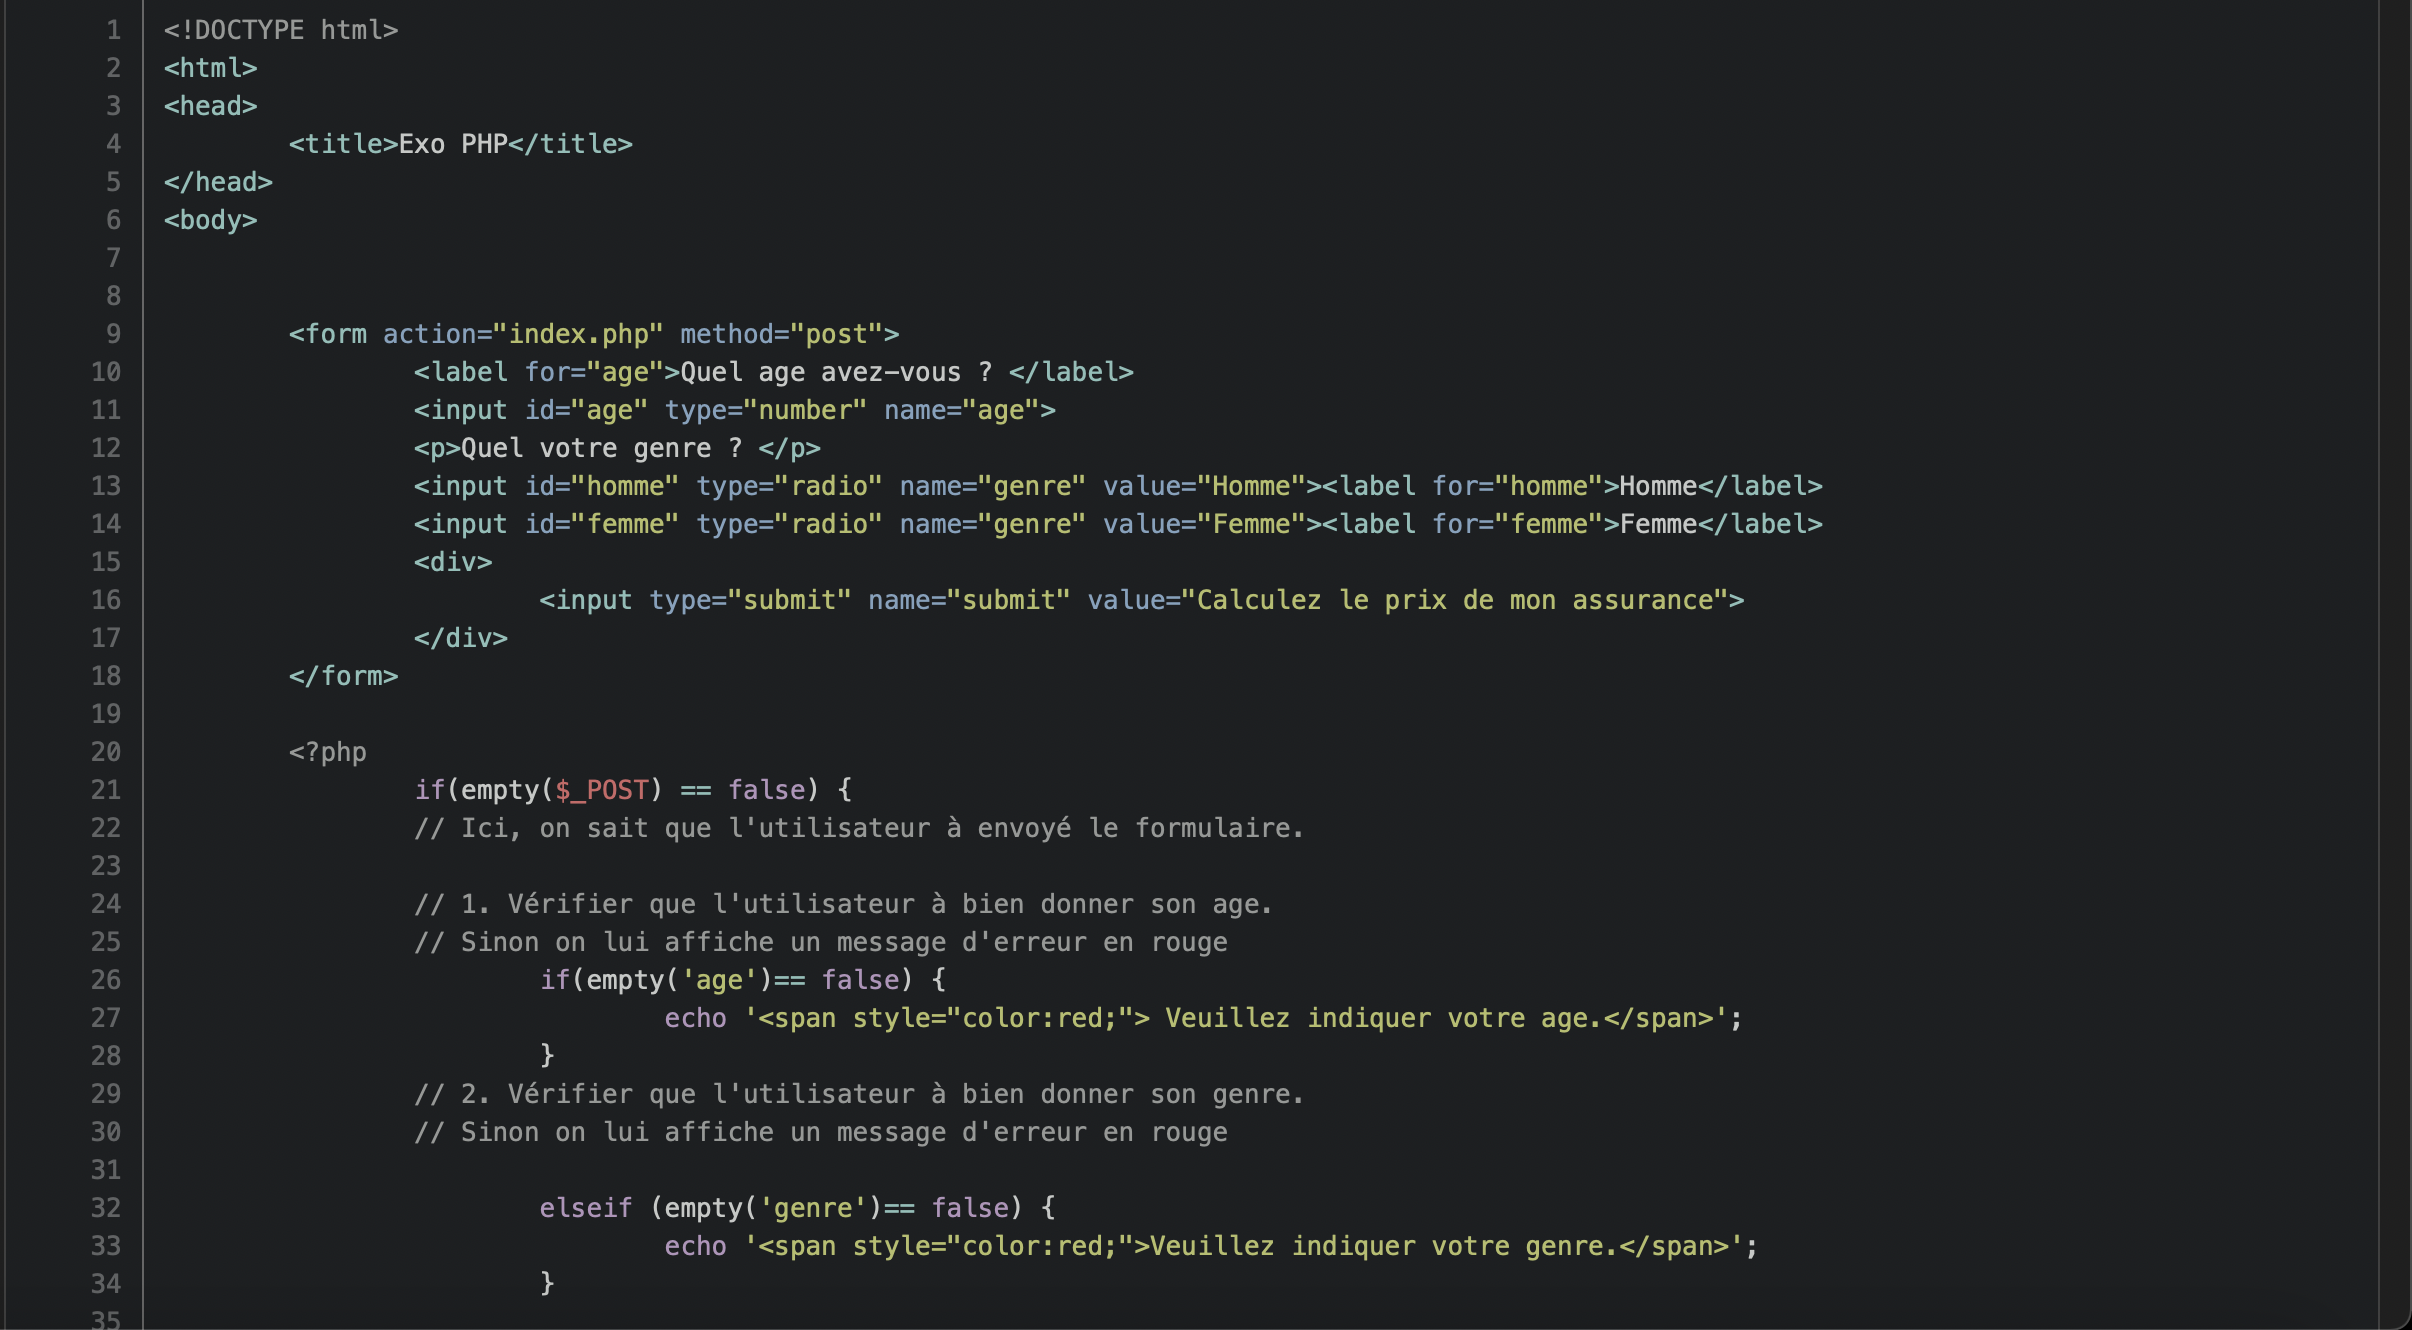 1 <!DOCTYPE html>
2 <html>
3 <head>
4 <title>Exo PHP</title>
5 </head>
6 <body>
7
8
9 <form action="index.php" method="post">
10 <label for="age">Quel age avez-vous ? </label>
11 <input id="age" type="number" name="age">
12 <p>Quel votre genre ? </p>
13 <input id="homme" type="radio" name="genre" value="Homme"><label for="homme">Homme</label>
14 <input id="femme" type="radio" name="genre" value="Femme"><label for="femme">Femme</label>
15 <div>
16 <input type="submit" name="submit" value="Calculez le prix de mon assurance">
17 </div>
18 </form>
19
20 <?php
21 if(empty($_POST) == false) {
22 // Ici, on sait que l'utilisateur à envoyé le formulaire.
23
24 // 1. Vérifier que l'utilisateur à bien donner son age.
25 // Sinon on lui affiche un message d'erreur en rouge
26 if(empty('age')== false) {
27 echo '<span style="color:red;"> Veuillez indiquer votre age.</span>';
28 }
29 // 2. Vérifier que l'utilisateur à bien donner son genre.
30 // Sinon on lui affiche un message d'erreur en rouge
31
32 elseif (empty('genre')== false) {
33 echo '<span style="color:red;">Veuillez indiquer votre genre.</span>';
34 }
35